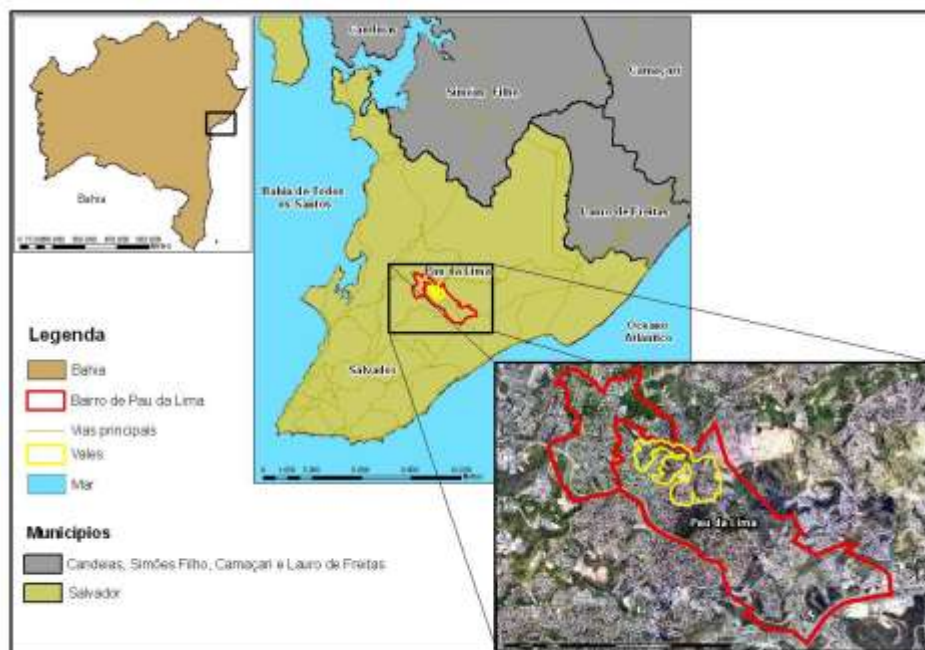 Bahia
Candeias
Camaçari
Simões Filho
Bahia de Todos
os Santos
Lauro de Freitas
Pau da Lima
Oceano
Atlântico
Salvador
Legenda
Bahia
Bairro de Pau da Lima
Vias principais
Vales
Mar
Municípios
Candeias, Simões Filho, Camaçari e Lauro de Freitas
Salvador
Pau da Lima